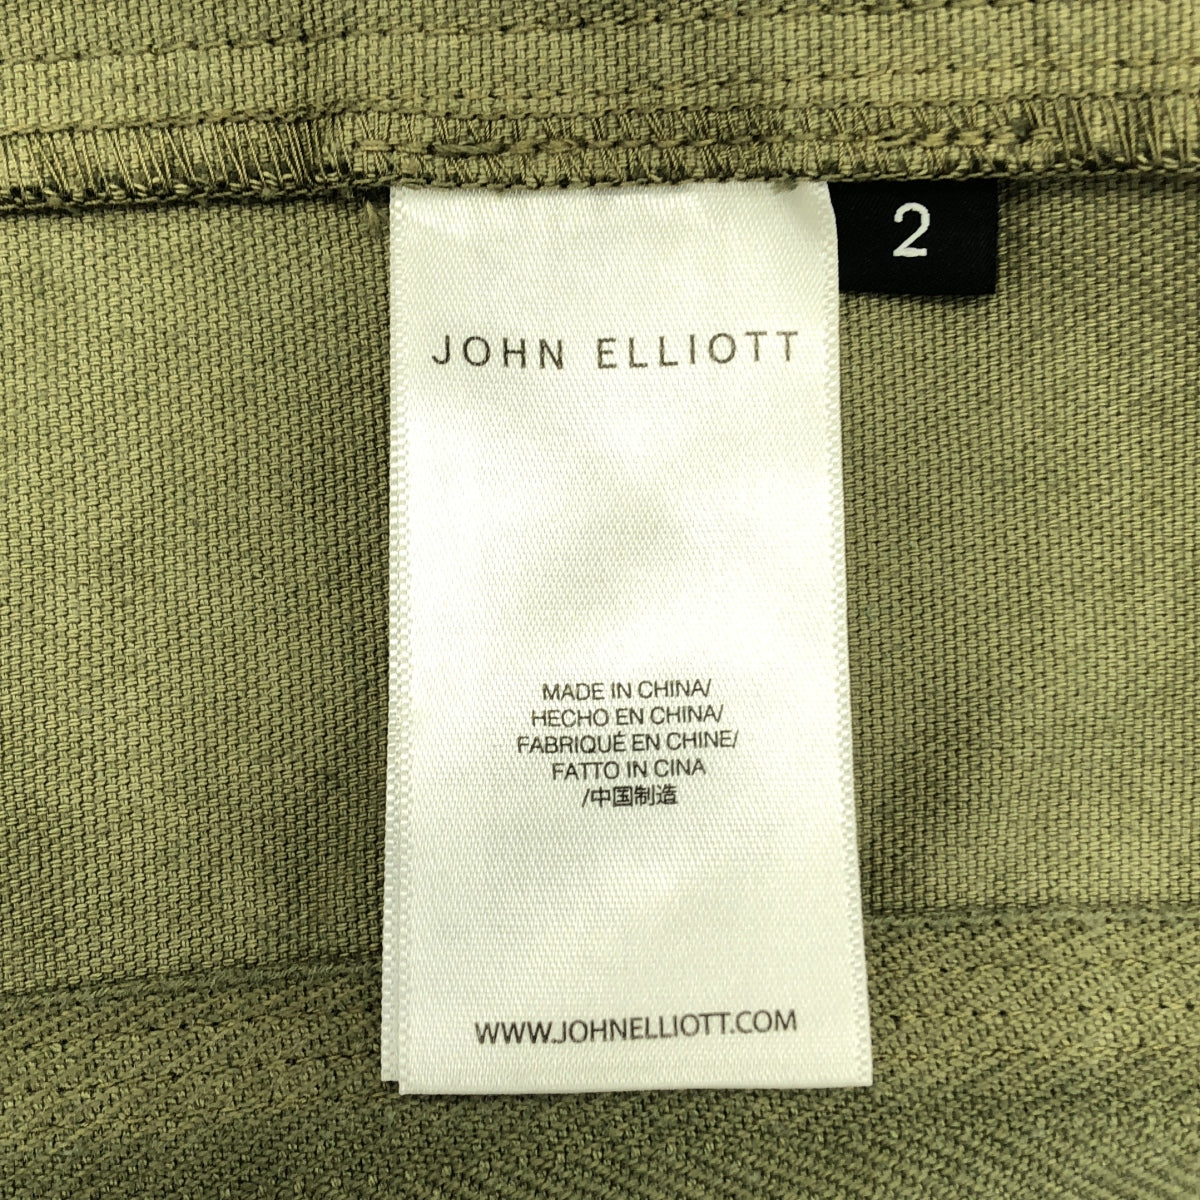 2
JOHN ELLIOTT
MADE IN CHINA/
HECHO EN CHINA/
FABRIQUÉ EN CHINE/
FATTO IN CINA
/中国制造
WWW.JOHNELLIOTT.COM